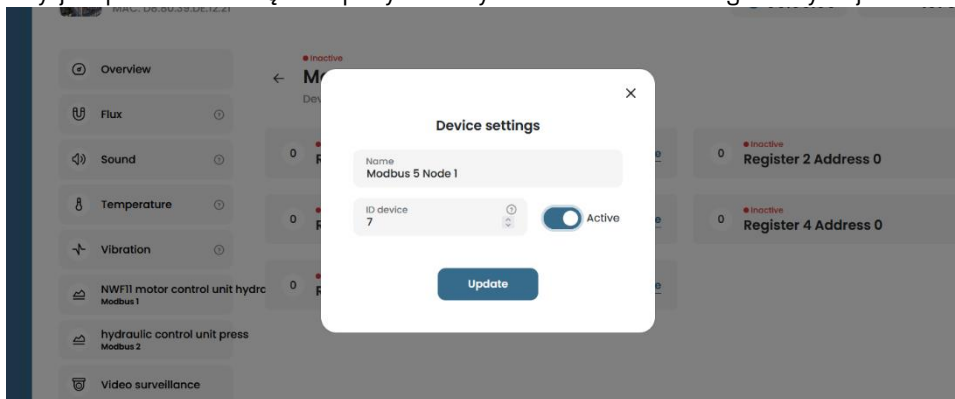 MAC: D8:80:39:DE:12:21
Inactive
Overview
Flux
Sound
Temperature
Vibration
NWF11 motor control unit hydro
Modbus 1
hydraulic control unit press
Modbus 2
Video surveillance
Device settings
Name
Modbus 5 Node 1
ID device
7
Active
Update
0
0
0
0
Inactive
Register 2 Address 0
0
Inactive
Register 4 Address 0